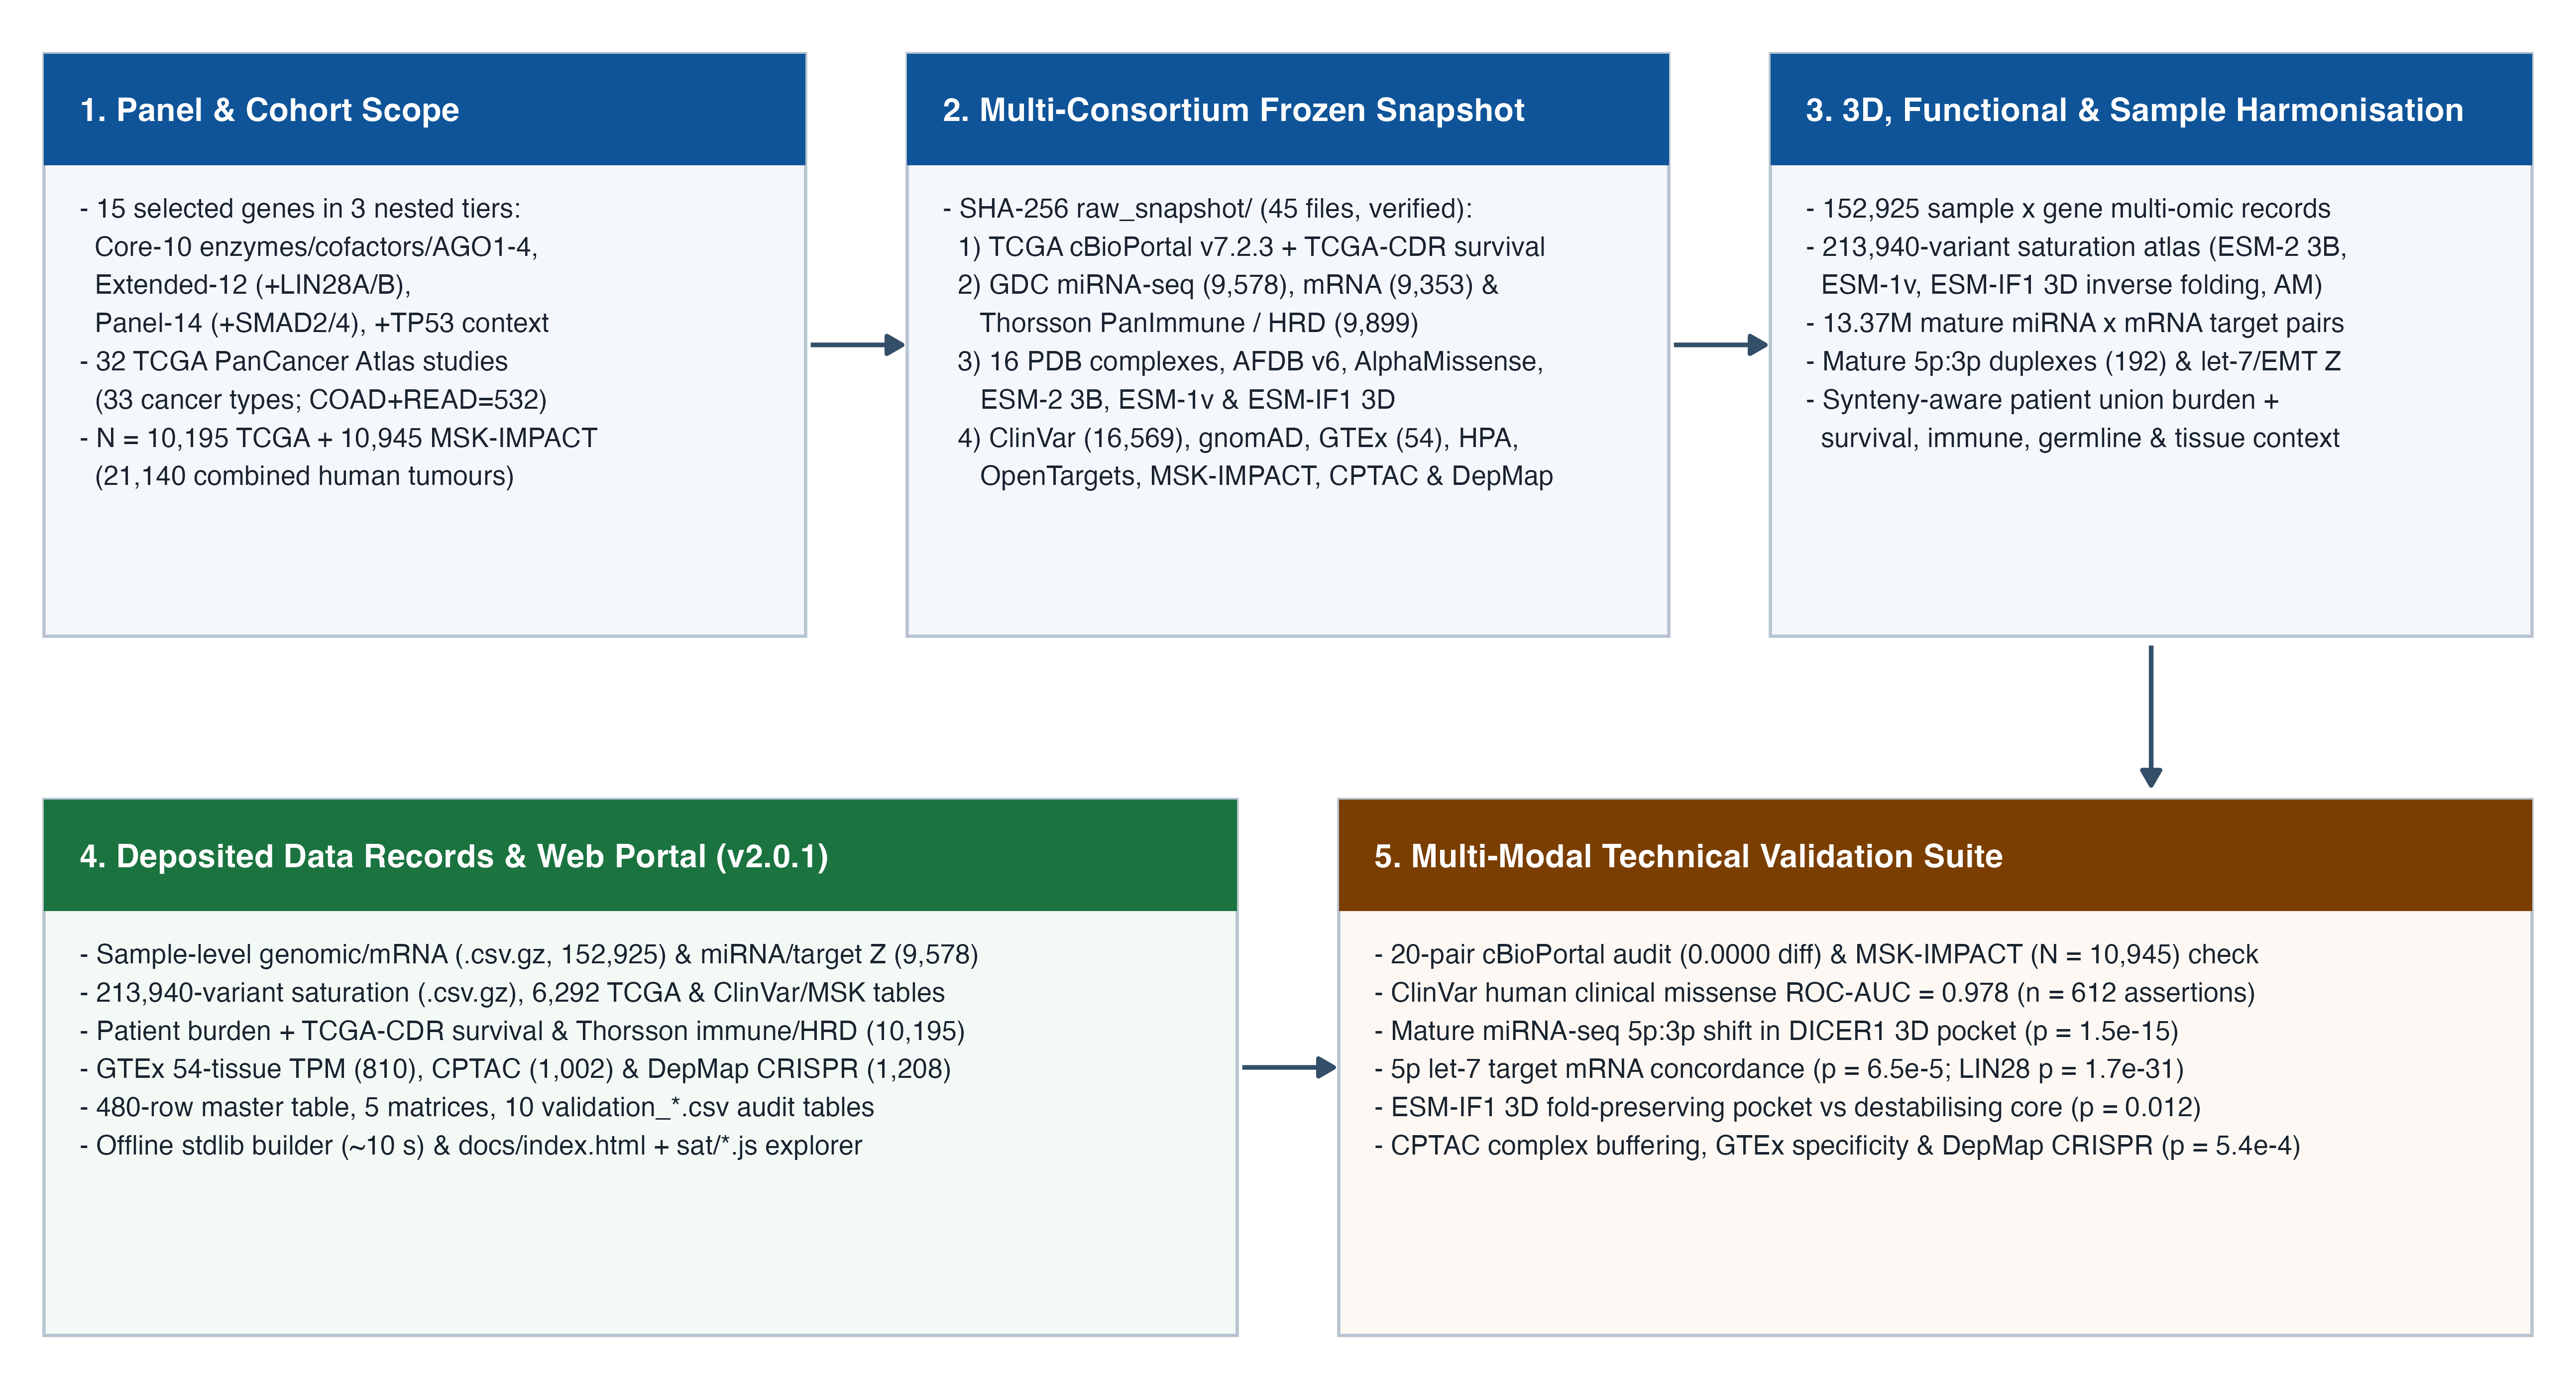 1. Panel & Cohort Scope
- 15 selected genes in 3 nested tiers:
Core-10 enzymes/cofactors/AGO1-4,
Extended-12 (+LIN28A/B),
Panel-14 (+SMAD2/4), +TP53 context
- 32 TCGA PanCancer Atlas studies
(33 cancer types; COAD+READ=532)
- N = 10,195 TCGA + 10,945 MSK-IMPACT
(21,140 combined human tumours)
2. Multi-Consortium Frozen Snapshot
- SHA-256 raw_snapshot/ (45 files, verified):
1) TCGA cBioPortal v7.2.3 + TCGA-CDR survival
2) GDC miRNA-seq (9,578), mRNA (9,353) &
Thorsson PanImmune / HRD (9,899)
3) 16 PDB complexes, AFDB v6, AlphaMissense,
ESM-2 3B, ESM-1v & ESM-IF1 3D
4) ClinVar (16,569), gnomAD, GTEx (54), HPA,
OpenTargets, MSK-IMPACT, CPTAC & DepMap
3. 3D, Functional & Sample Harmonisation
- 152,925 sample x gene multi-omic records
- 213,940-variant saturation atlas (ESM-2 3B,
ESM-1v, ESM-IF1 3D inverse folding, AM)
- 13.37M mature miRNA x mRNA target pairs
- Mature 5p:3p duplexes (192) & let-7/EMT Z
- Synteny-aware patient union burden +
survival, immune, germline & tissue context
4. Deposited Data Records & Web Portal (v2.0.1)
- Sample-level genomic/mRNA (.csv.gz, 152,925) & miRNA/target Z (9,578)
- 213,940-variant saturation (.csv.gz), 6,292 TCGA & ClinVar/MSK tables
- Patient burden + TCGA-CDR survival & Thorsson immune/HRD (10,195)
- GTEx 54-tissue TPM (810), CPTAC (1,002) & DepMap CRISPR (1,208)
- 480-row master table, 5 matrices, 10 validation_*.csv audit tables
- Offline stdlib builder (~10 s) & docs/index.html + sat/*.js explorer
5. Multi-Modal Technical Validation Suite
- 20-pair cBioPortal audit (0.0000 diff) & MSK-IMPACT (N = 10,945) check
- ClinVar human clinical missense ROC-AUC = 0.978 (n = 612 assertions)
- Mature miRNA-seq 5p:3p shift in DICER1 3D pocket (p = 1.5e-15)
- 5p let-7 target mRNA concordance (p = 6.5e-5; LIN28 p = 1.7e-31)
- ESM-IF1 3D fold-preserving pocket vs destabilising core (p = 0.012)
- CPTAC complex buffering, GTEx specificity & DepMap CRISPR (p = 5.4e-4)